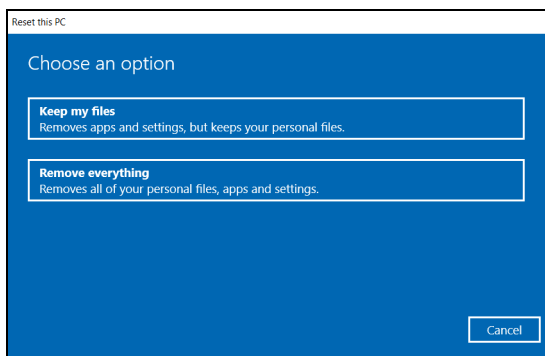 Reset this PC
Choose an option
Keep my files
Removes apps and settings, but keeps your personal files.
Remove everything
Removes all of your personal files, apps and settings.
Cancel